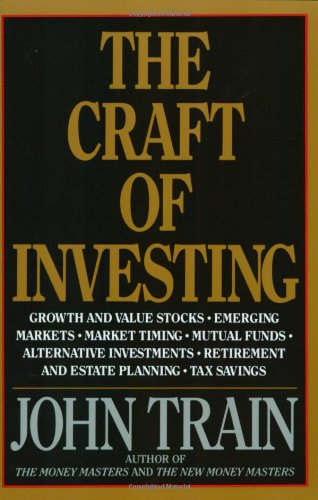 THE
CRAFT
OF
INVESTING
GROWTH AND VALUE STOCKS • EMERGING
MARKETS • MARKET TIMING • MUTUAL FUNDS •
ALTERNATIVE INVESTMENTS • RETIREMENT
AND ESTATE PLANNING • TAX SAVINGS
JOHN TRAIN
AUTHOR OF
THE MONEY MASTERS AND THE NEW MONEY MASTERS